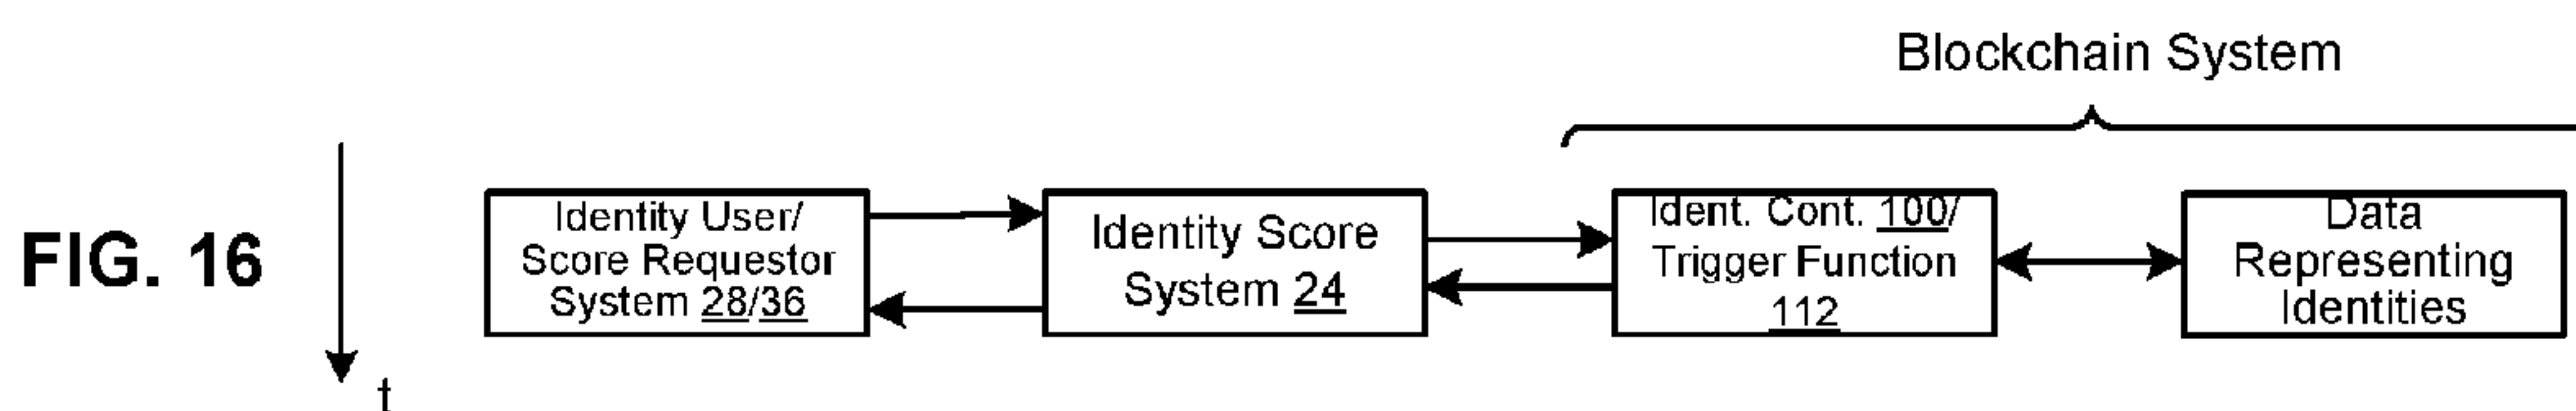 Blockchain System
FIG. 16
t
Identity User/
Score Requestor
System 28/36
Identity Score
System 24
Ident. Cont. 100/
Trigger Function
112
Data
Representing
Identities